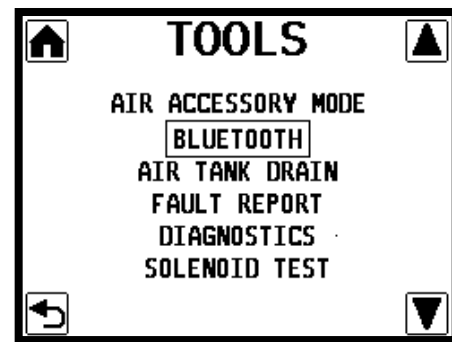 TOOLS
AIR ACCESSORY MODE
BLUETOOTH
AIR TANK DRAIN
FAULT REPORT
DIAGNOSTICS
SOLENOID TEST